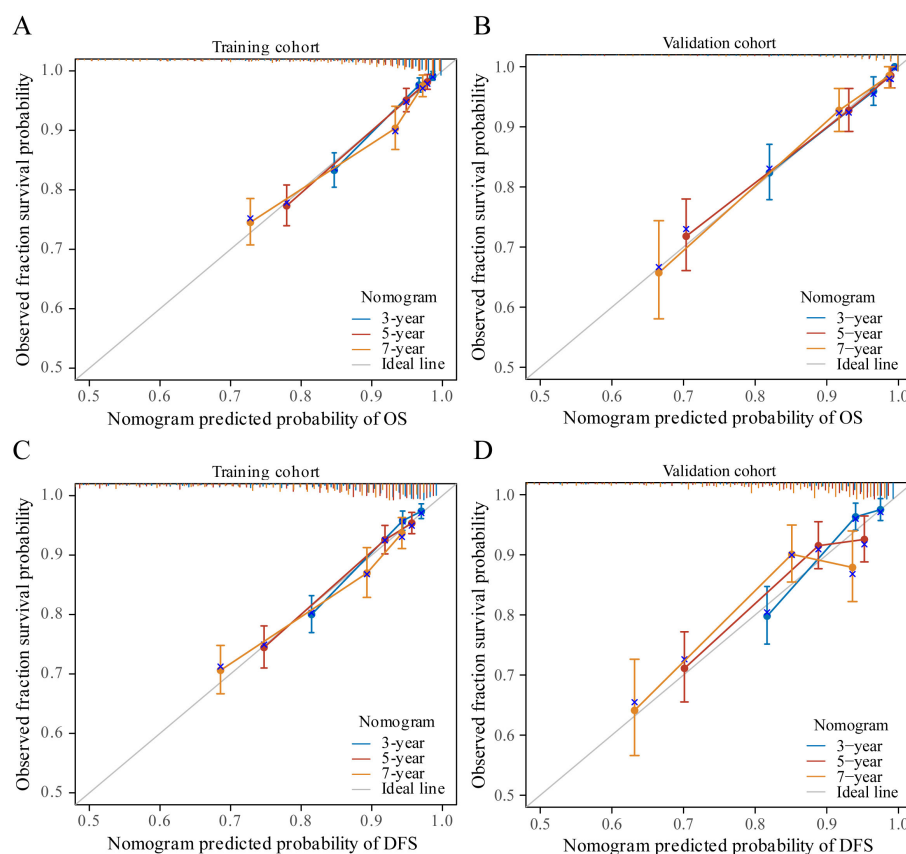 A
Training cohort
Observed fraction survival probability
1.0
0.9
0.8
0.7
0.6
0.5
Nomogram
3-year
5-year
7-year
Ideal line
0.5 0.6 0.7 0.8 0.9 1.0
Nomogram predicted probability of OS
B
Validation cohort
Observed fraction survival probability
1.0
0.9
0.8
0.7
0.6
0.5
Nomogram
3−year
5−year
7−year
Ideal line
0.5 0.6 0.7 0.8 0.9 1.0
Nomogram predicted probability of OS
C
Training cohort
Observed fraction survival probability
1.0
0.9
0.8
0.7
0.6
0.5
Nomogram
3-year
5-year
7-year
Ideal line
0.5 0.6 0.7 0.8 0.9 1.0
Nomogram predicted probability of DFS
D
Validation cohort
Observed fraction survival probability
1.0
0.9
0.8
0.7
0.6
0.5
Nomogram
3−year
5−year
7−year
Ideal line
0.5 0.6 0.7 0.8 0.9 1.0
Nomogram predicted probability of DFS